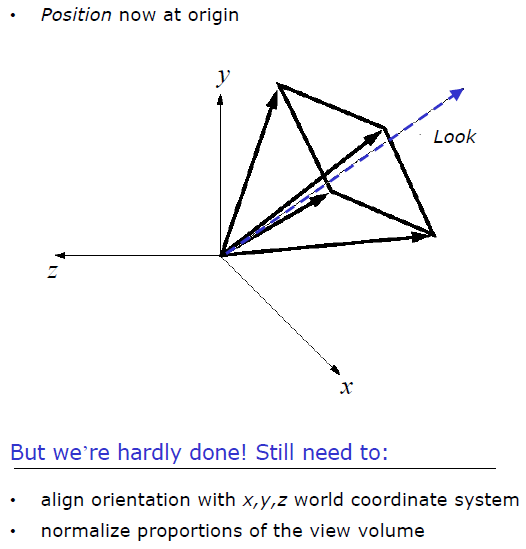 • Position now at origin
y
Look
z
x
But we're hardly done! Still need to:
• align orientation with x,y,z world coordinate system
• normalize proportions of the view volume